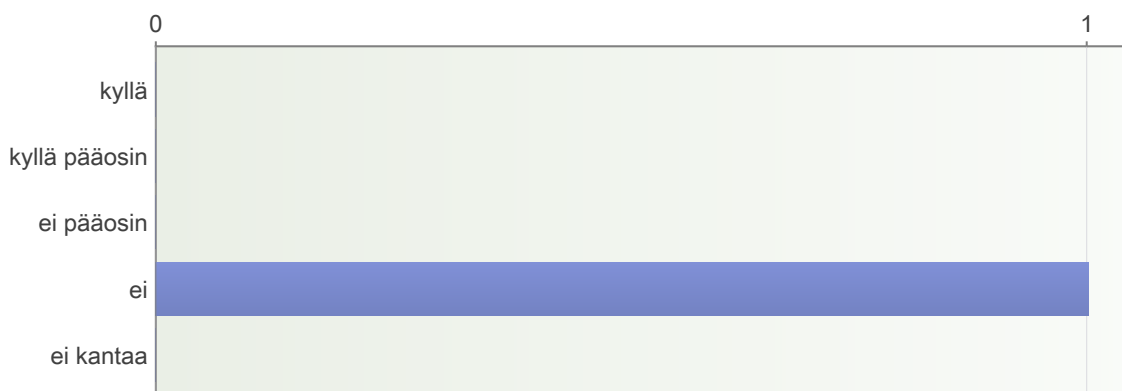 0 1
kyllä
kyllä pääosin
ei pääosin
ei
ei kantaa